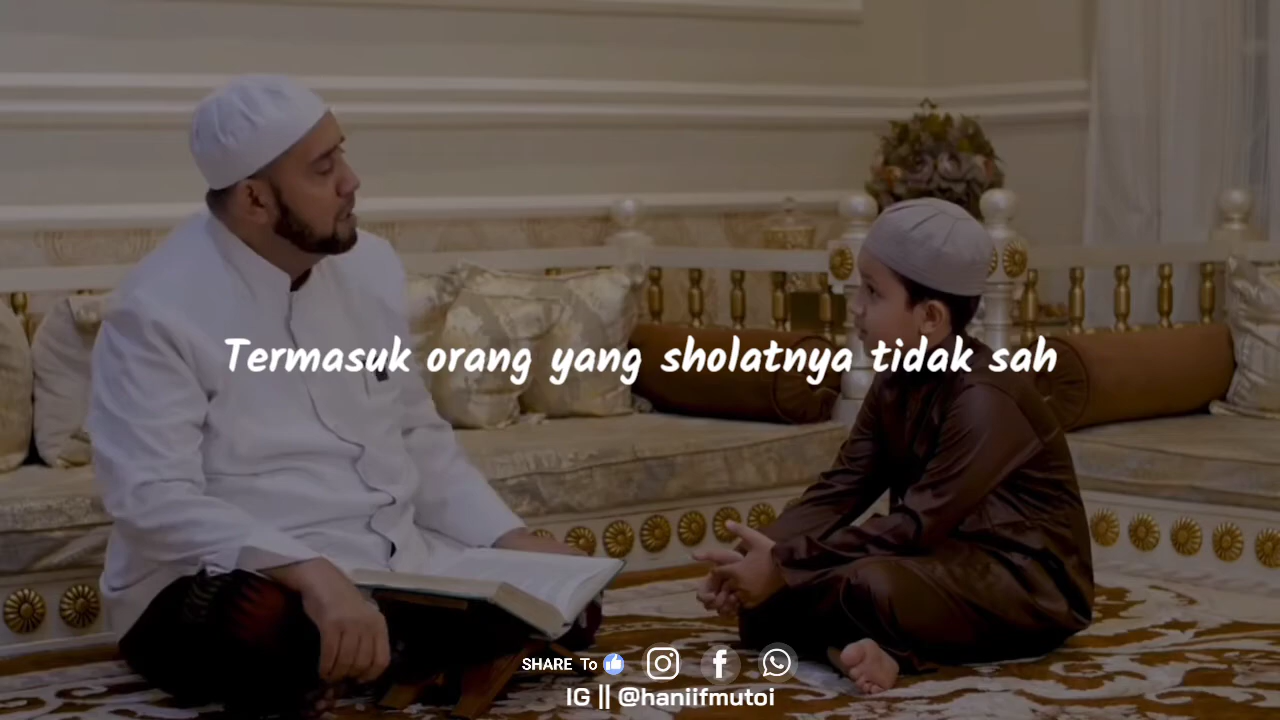 Termasuk orang yang sholatnya tidak sah
SHARE To
IG || @haniifmutoi